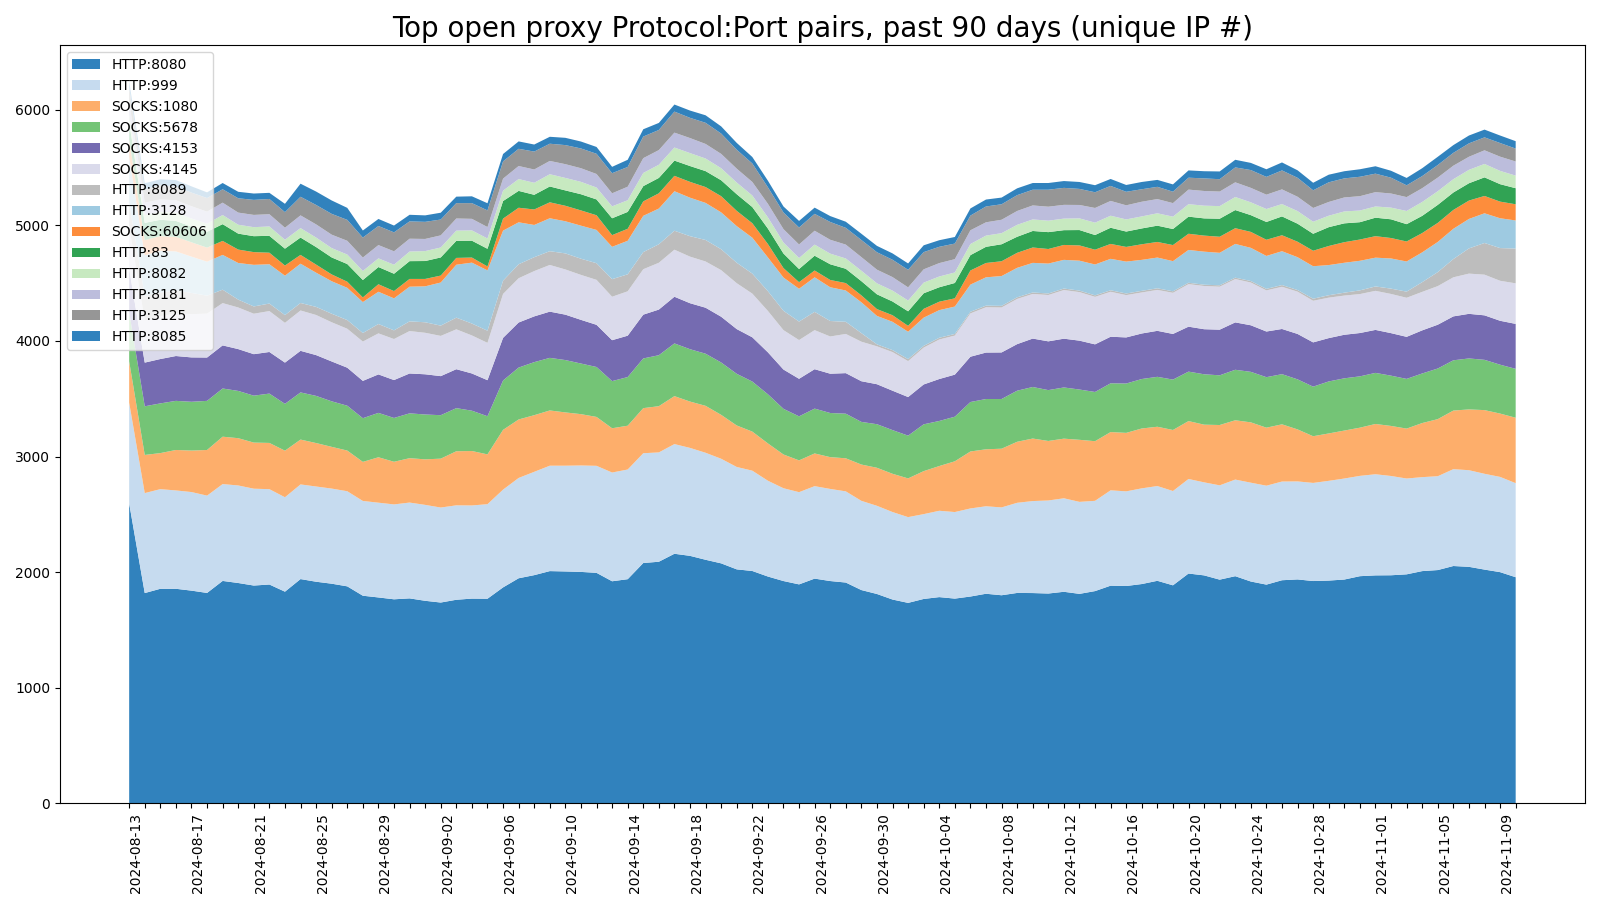 Top open proxy Protocol:Port pairs, past 90 days (unique IP #)
HTTP:8080
HTTP:999
SOCKS:1080
SOCKS:5678
SOCKS:4153
SOCKS:4145
HTTP:8089
HTTP:3128
SOCKS:60606
HTTP:83
HTTP:8082
HTTP:8181
HTTP:3125
HTTP:8085
6000
5000
4000
3000
2000
1000
0
2024-08-13
2024-08-17
2024-08-21
2024-08-25
2024-08-29
2024-09-02
2024-09-06
2024-09-10
2024-09-14
2024-09-18
2024-09-22
2024-09-26
2024-09-30
2024-10-04
2024-10-08
2024-10-12
2024-10-16
2024-10-20
2024-10-24
2024-10-28
2024-11-01
2024-11-05
2024-11-09